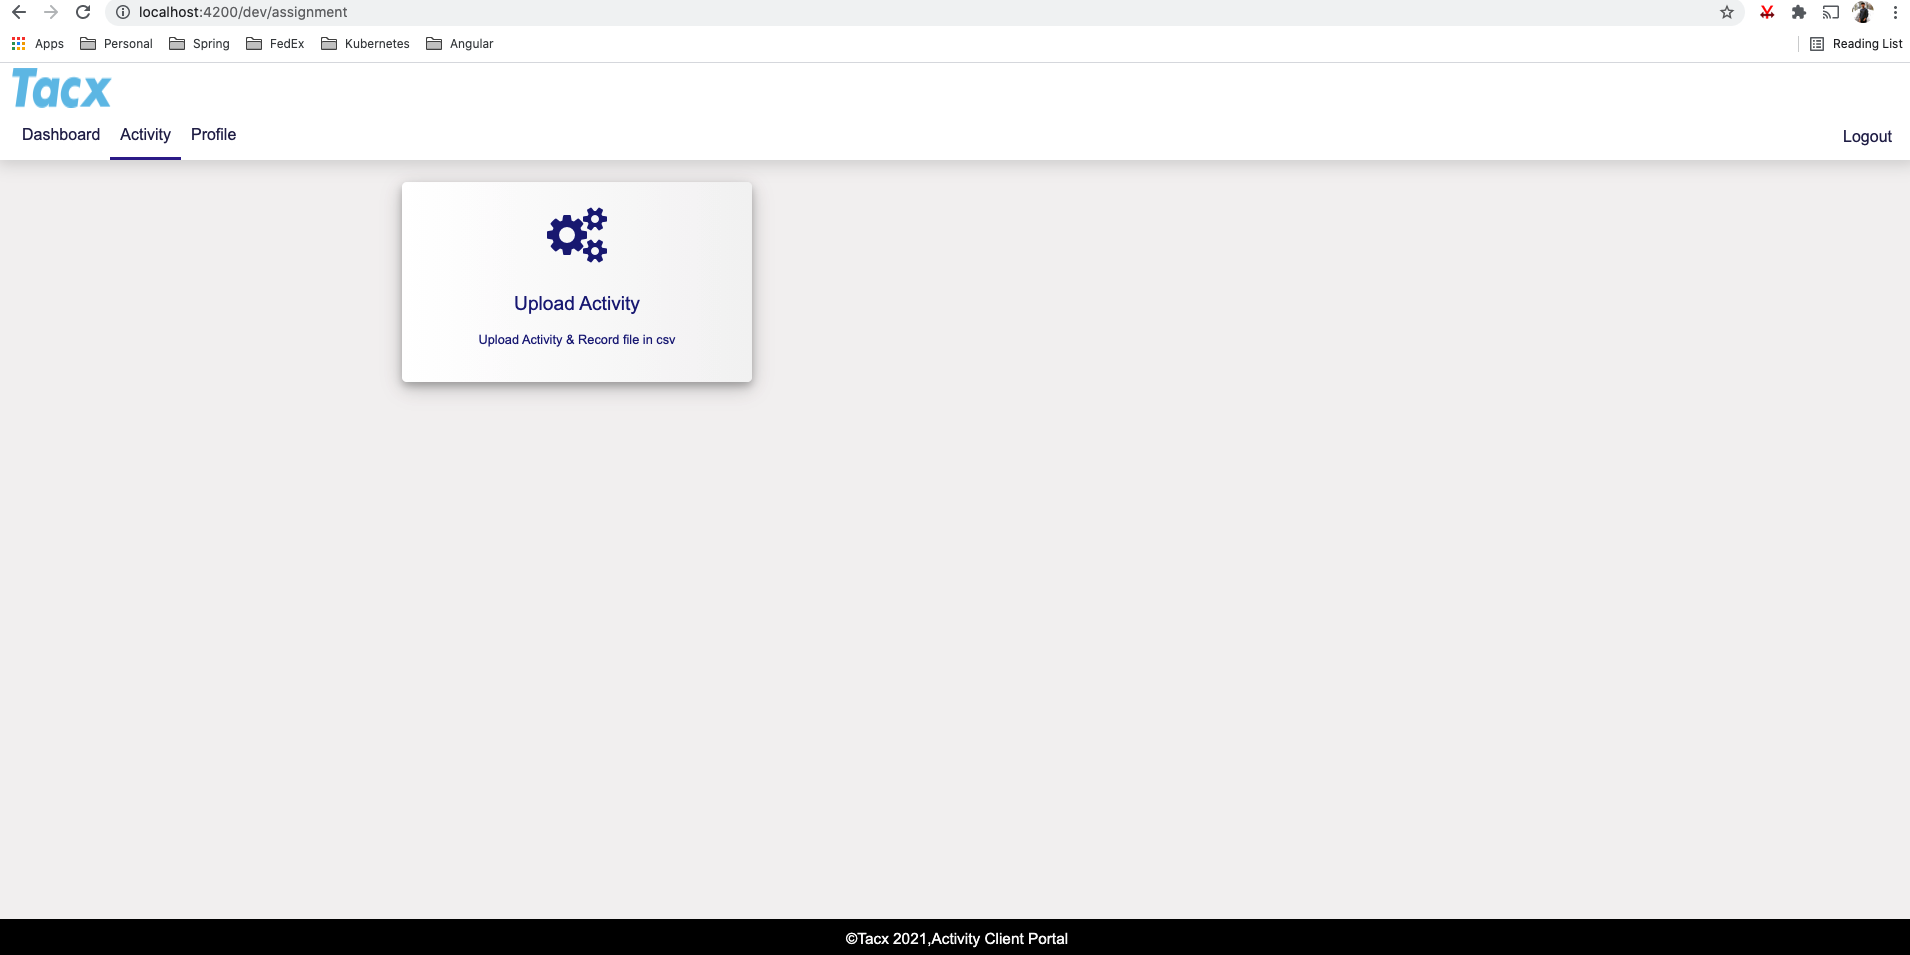 localhost:4200/dev/assignment
Apps Personal Spring FedEx Kubernetes Angular Reading List
Tacx
Dashboard Activity Profile Logout
Upload Activity
Upload Activity & Record file in csv
©Tacx 2021,Activity Client Portal